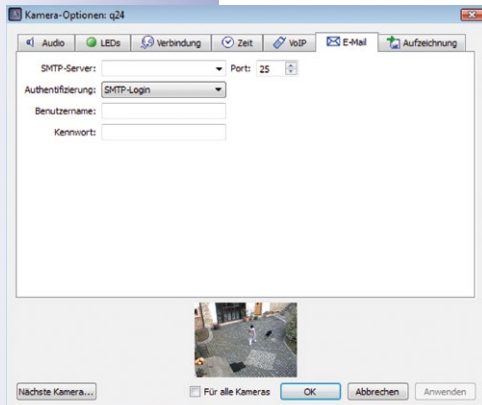 Kamera-Optionen: q24
Audio LEDs Verbindung Zeit VoIP E-Mail Aufzeichnung
SMTP-Server: Port: 25
Authentifizierung: SMTP-Login
Benutzername:
Kennwort:
Nächste Kamera... Für alle Kameras OK Abbrechen Anwenden